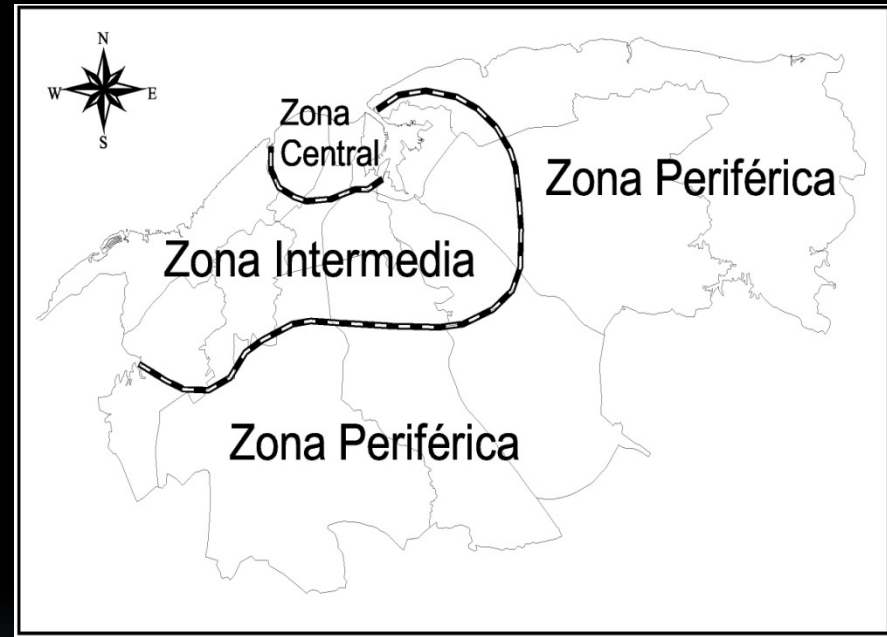 N
W E
S
Zona
Central
Zona Periférica
Zona Intermedia
Zona Periférica